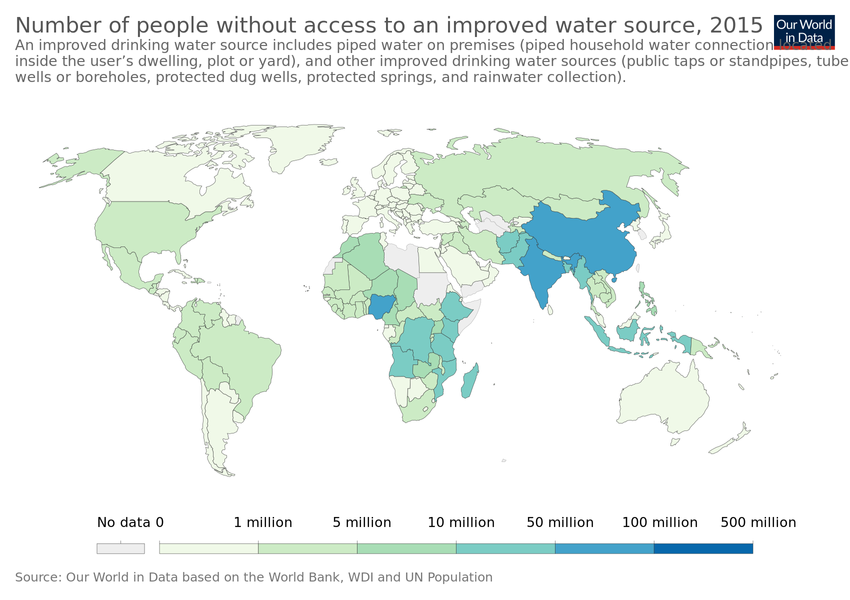 Number of people without access to an improved water source, 2015
Our World
in Data
An improved drinking water source includes piped water on premises (piped household water connection
inside the user's dwelling, plot or yard), and other improved drinking water sources (public taps or standpipes, tube
wells or boreholes, protected dug wells, protected springs, and rainwater collection).
No data 0 1 million 5 million 10 million 50 million 100 million 500 million
Source: Our World in Data based on the World Bank, WDI and UN Population